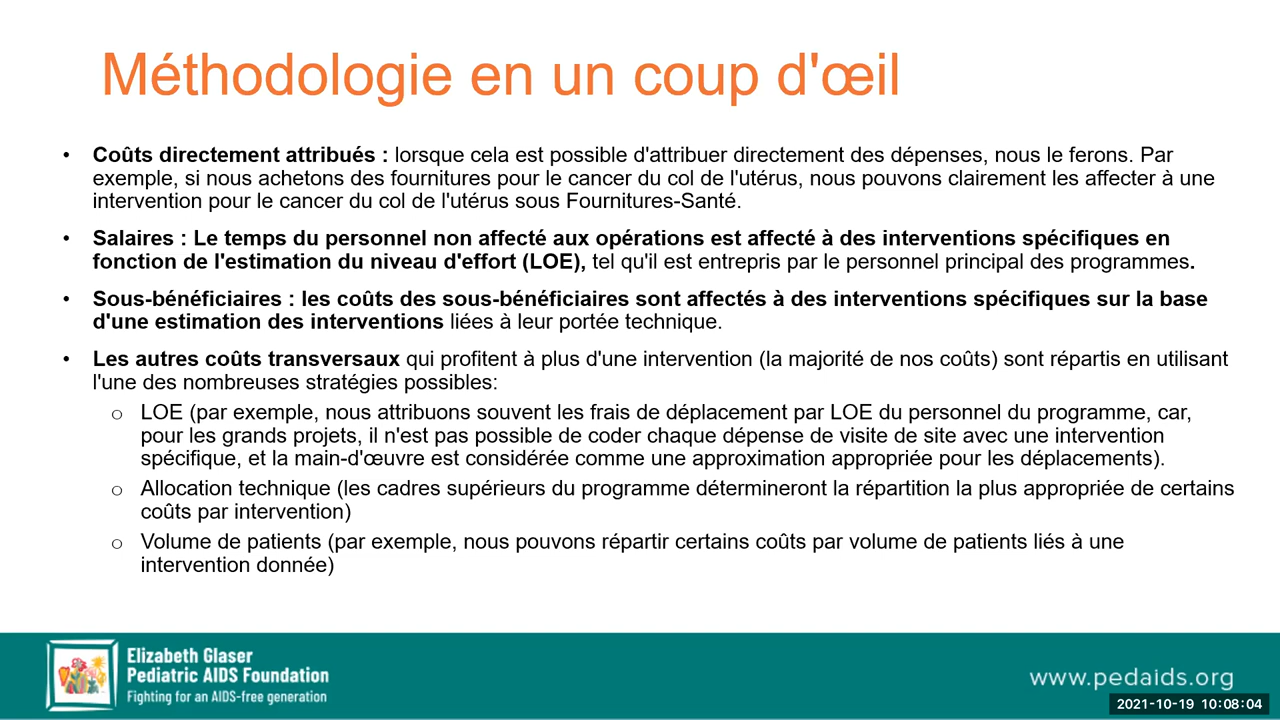 Méthodologie en un coup d'œil
• Coûts directement attribués : lorsque cela est possible d'attribuer directement des dépenses, nous le ferons. Par
exemple, si nous achetons des fournitures pour le cancer du col de l'utérus, nous pouvons clairement les affecter à une
intervention pour le cancer du col de l'utérus sous Fournitures-Santé.
• Salaires : Le temps du personnel non affecté aux opérations est affecté à des interventions spécifiques en
fonction de l'estimation du niveau d'effort (LOE), tel qu'il est entrepris par le personnel principal des programmes.
• Sous-bénéficiaires : les coûts des sous-bénéficiaires sont affectés à des interventions spécifiques sur la base
d'une estimation des interventions liées à leur portée technique.
• Les autres coûts transversaux qui profitent à plus d'une intervention (la majorité de nos coûts) sont répartis en utilisant
l'une des nombreuses stratégies possibles:
o LOE (par exemple, nous attribuons souvent les frais de déplacement par LOE du personnel du programme, car,
pour les grands projets, il n'est pas possible de coder chaque dépense de visite de site avec une intervention
spécifique, et la main-d'œuvre est considérée comme une approximation appropriée pour les déplacements).
o Allocation technique (les cadres supérieurs du programme détermineront la répartition la plus appropriée de certains
coûts par intervention)
o Volume de patients (par exemple, nous pouvons répartir certains coûts par volume de patients liés à une
intervention donnée)
Elizabeth Glaser
Pediatric AIDS Foundation
Fighting for an AIDS-free generation
www.pedaids.org
2021-10-19 10:08:04